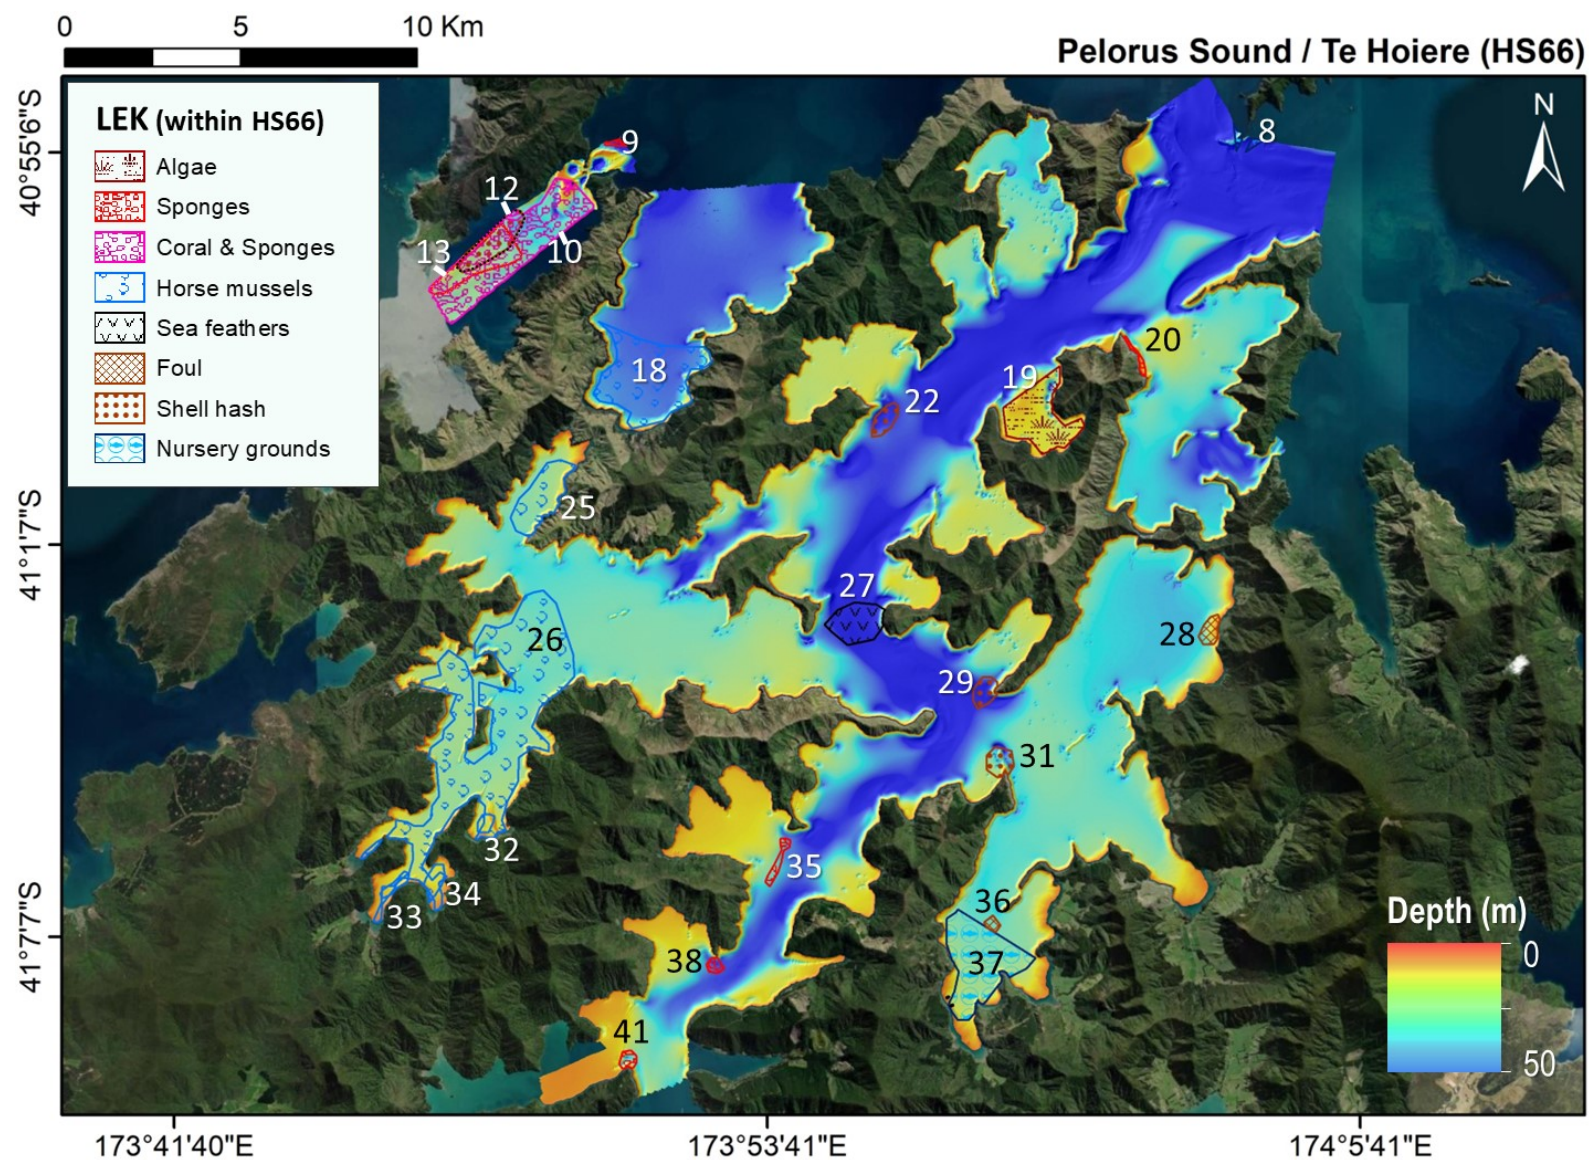 0 5 10 Km
Pelorus Sound / Te Hoiere (HS66)
LEK (within HS66)
Algae
Sponges
Coral & Sponges
Horse mussels
Sea feathers
Foul
Shell hash
Nursery grounds
N
40°55'6"S
41°1'7"S
41°7'7"S
8
9
12
13
10
18
20
19
22
25
27
26
28
29
31
32
35
34
33
36
37
38
41
Depth (m)
0
50
173°41'40"E 173°53'41"E 174°5'41"E